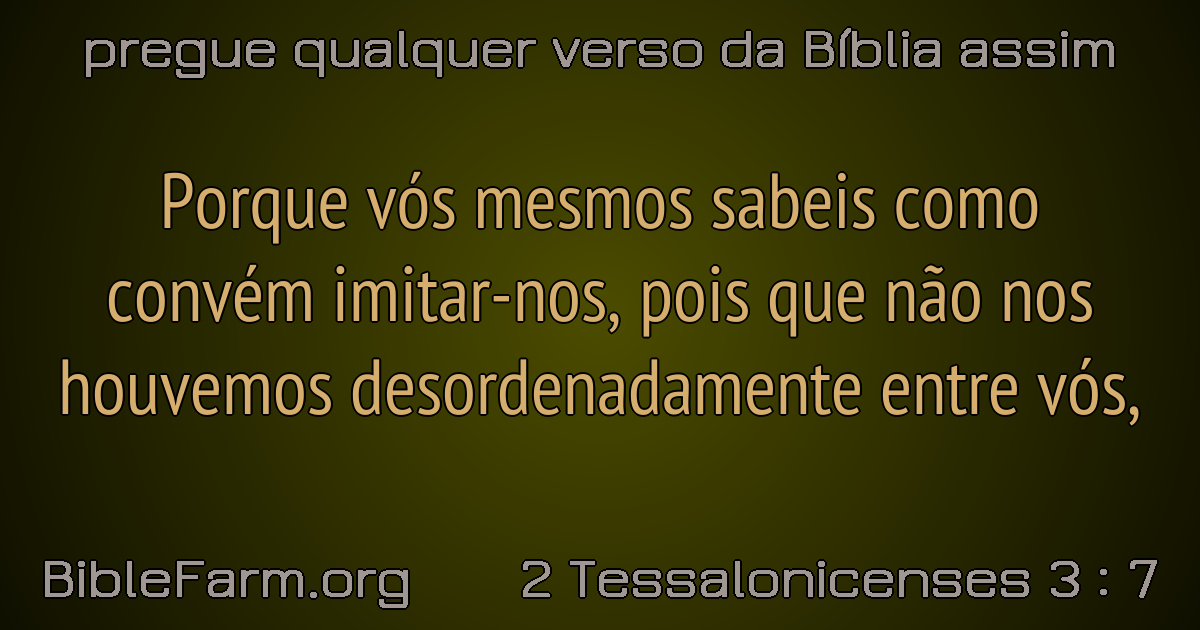 pregue qualquer verso da Bíblia assim
Porque vós mesmos sabeis como
convém imitar-nos, pois que não nos
houvemos desordenadamente entre vós,
BibleFarm.org
2 Tessalonicenses 3 : 7